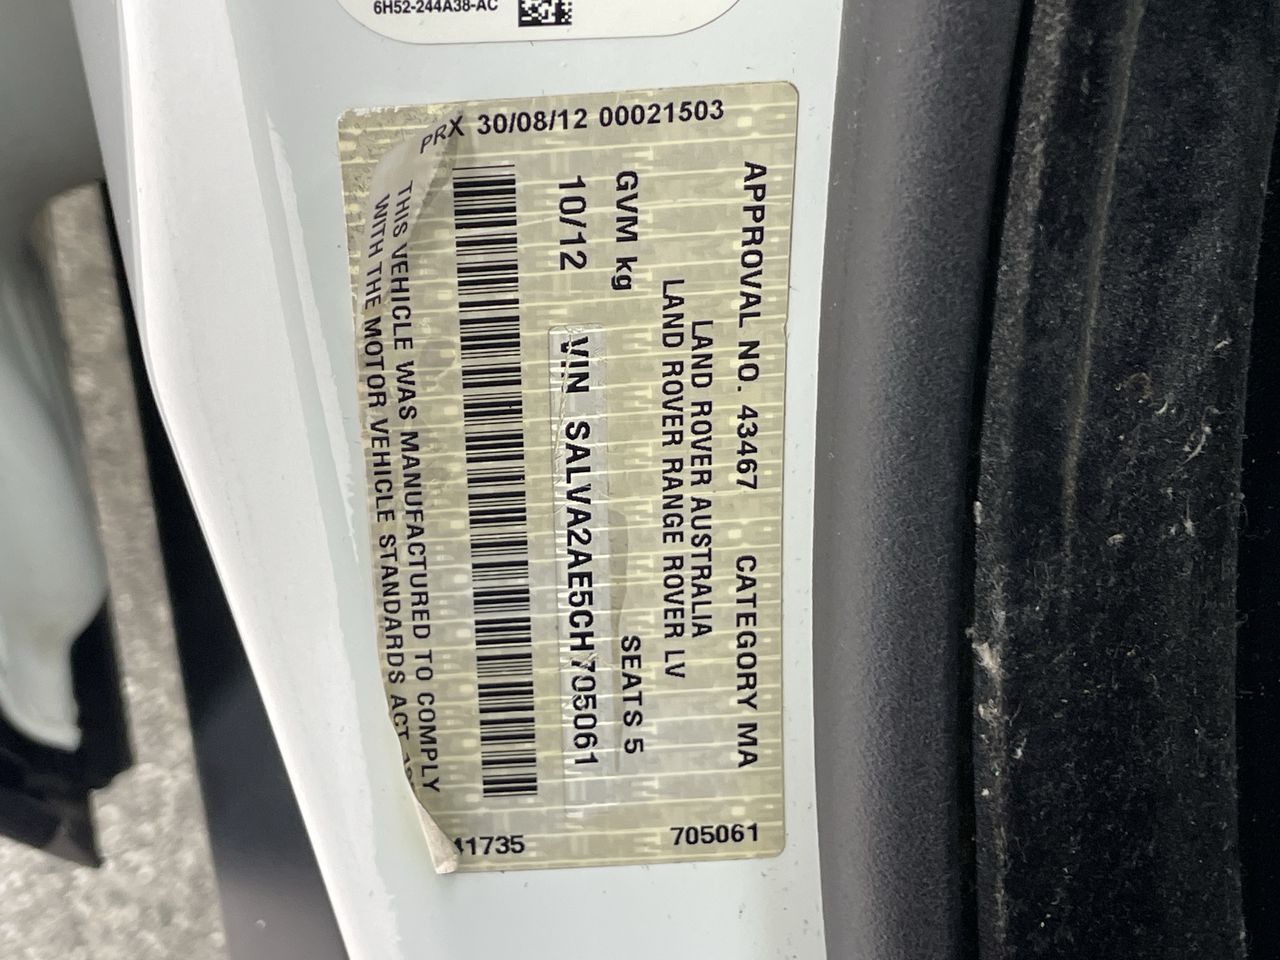 6H52-244A38-AC
PRX 30/08/12 00021503
APPROVAL NO. 43467 CATEGORY MA
LAND ROVER AUSTRALIA
LAND ROVER RANGE ROVER LV
GVM kg SEATS 5
10/12 VIN SALVA2AE5CH705061
THIS VEHICLE WAS MANUFACTURED TO COMPLY
WITH THE MOTOR VEHICLE STANDARDS ACT
705061
41735